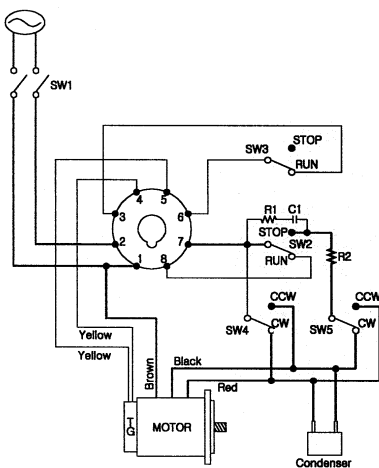 SW1
STOP
SW3
RUN
4 5
3 6
2 7
1 8
R1 C1
STOP
SW2
RUN
R2
CCW
CCW
SW4
CW
SW5
CW
Yellow
Yellow
Brown
Black
Red
TG
MOTOR
Condenser